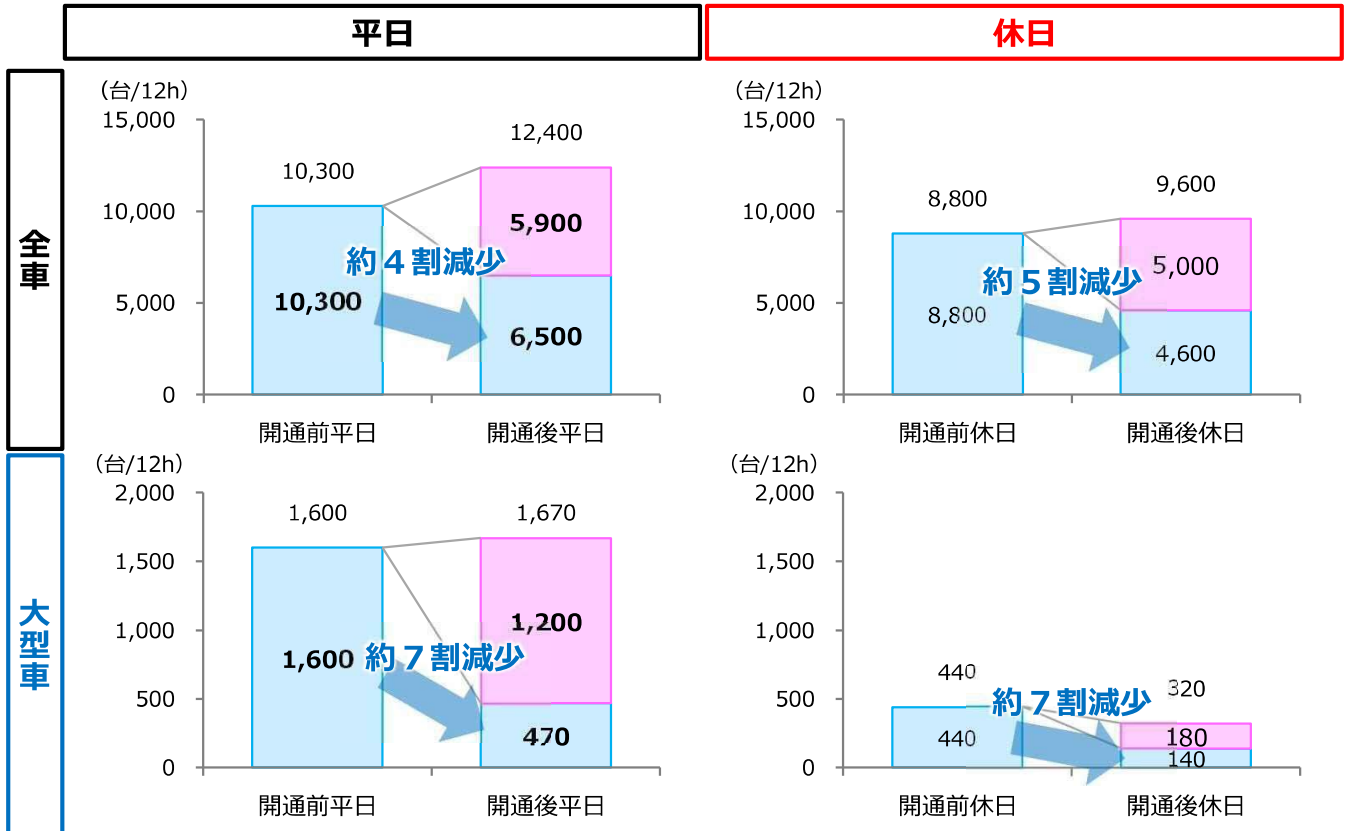 平日
休日
全車
（台/12h）
15,000
10,000
5,000
0
10,300
12,400
10,300
5,900
6,500
約４割減少
開通前平日
開通後平日
（台/12h）
15,000
10,000
5,000
0
8,800
9,600
8,800
5,000
4,600
約５割減少
開通前休日
開通後休日
大型車
（台/12h）
2,000
1,500
1,000
500
0
1,600
1,670
1,600
1,200
470
約７割減少
開通前平日
開通後平日
（台/12h）
2,000
1,500
1,000
500
0
440
320
440
180
140
約７割減少
開通前休日
開通後休日